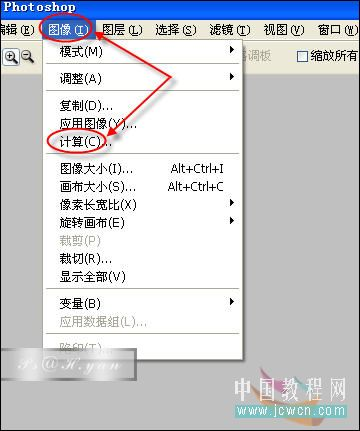 Photoshop
编辑(E) 图像(I) 图层(L) 选择(S) 滤镜(T) 视图(V) 窗口(W)
缩放所有
调板
模式(M)
调整(A)
复制(D)...
应用图像(Y)...
计算(C)...
图像大小(I)... Alt+Ctrl+I
画布大小(S)... Alt+Ctrl+C
像素长宽比(X)
旋转画布(E)
裁剪(P)
裁切(R)...
显示全部(V)
变量(B)
应用数据组(L)...
陷印(T)...
Ps@H.yan
中国教程网
www.jcwcn.com